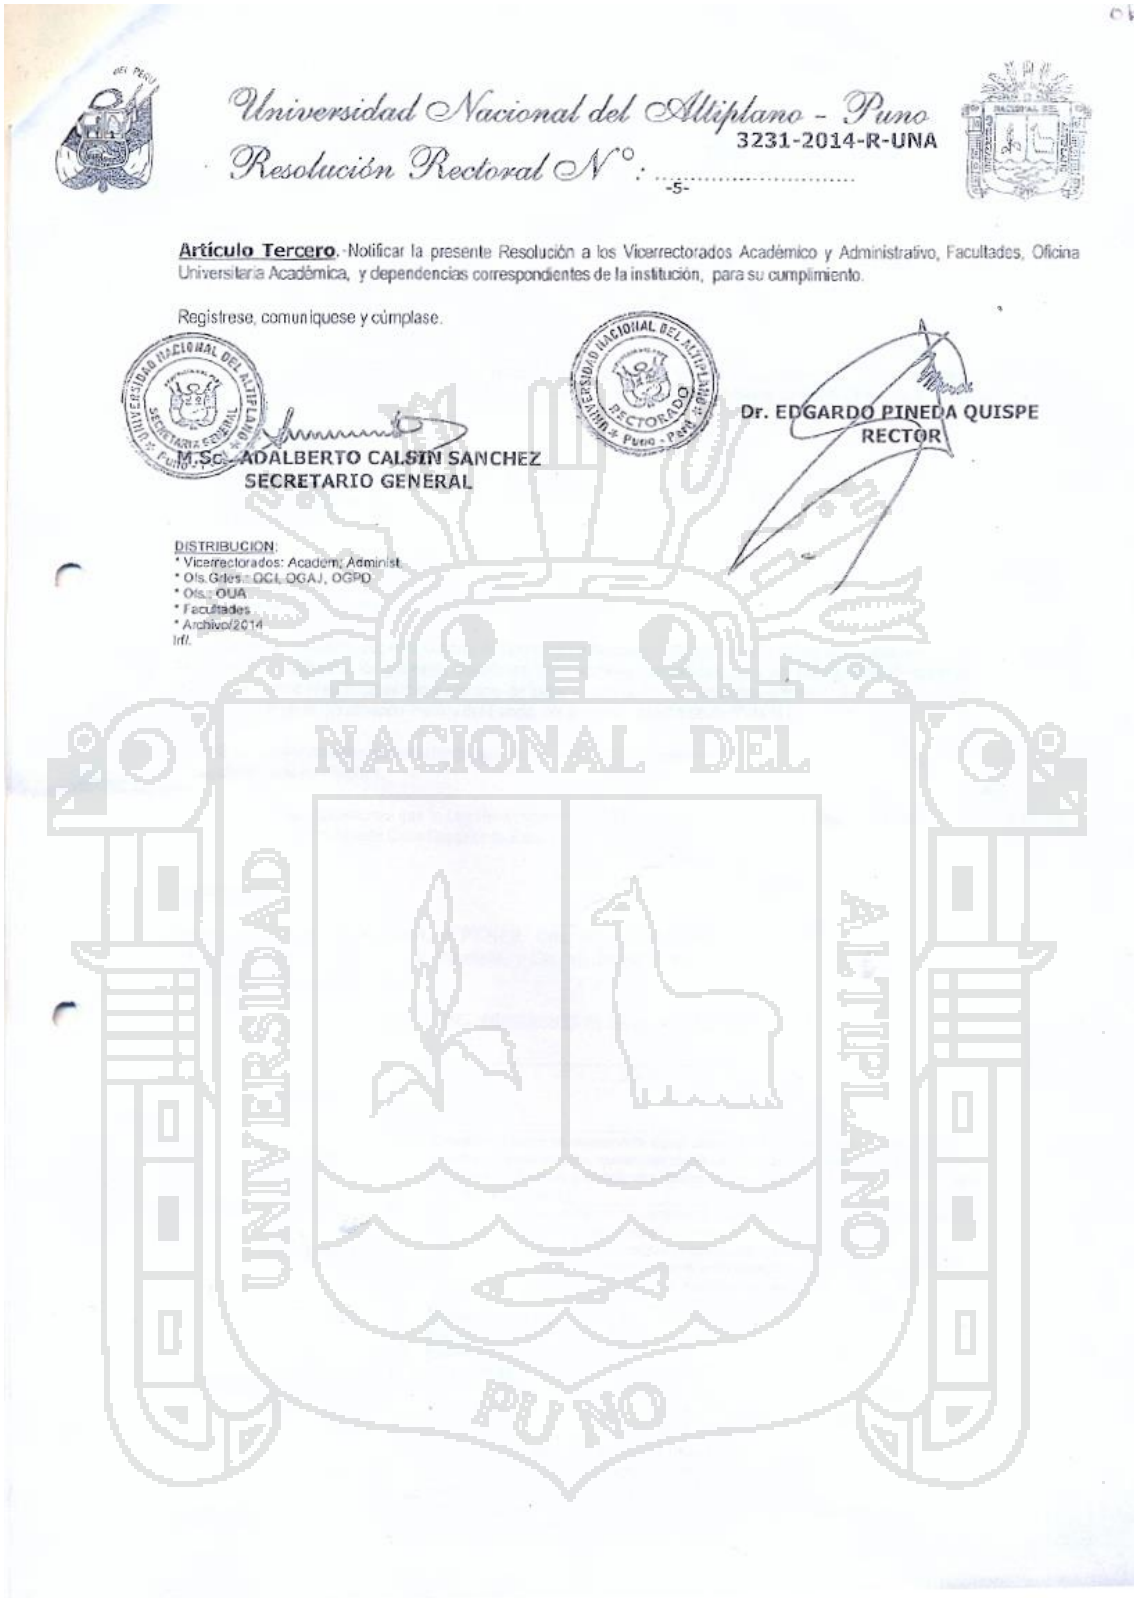 DEL PERU
Universidad Nacional del Altiplano - Puno
3231-2014-R-UNA
Resolución Rectoral N° : ........................................
-5-
Artículo Tercero.-Notificar la presente Resolución a los Vicerrectorados Académico y Administrativo, Facultades, Oficina
Universitaria Académica, y dependencias correspondientes de la institución, para su cumplimiento.
Regístrese, comuníquese y cúmplase.
UNIVERSIDAD NACIONAL DEL ALTIPLANO
SECRETARIA GENERAL
UNIVERSIDAD NACIONAL DEL ALTIPLANO
RECTORADO
Puno - Perú
M.Sc. ADALBERTO CALSIN SANCHEZ
SECRETARIO GENERAL
Dr. EDGARDO PINEDA QUISPE
RECTOR
DISTRIBUCION:
* Vicerrectorados: Academ; Administ.
* Ofs.Grles.: OCI, OGAJ, OGPD
* Ofs.: OUA
* Facultades
* Archivo/2014
lrf/.
NACIONAL DEL
UNIVERSIDAD
ALTIPLANO
PUNO